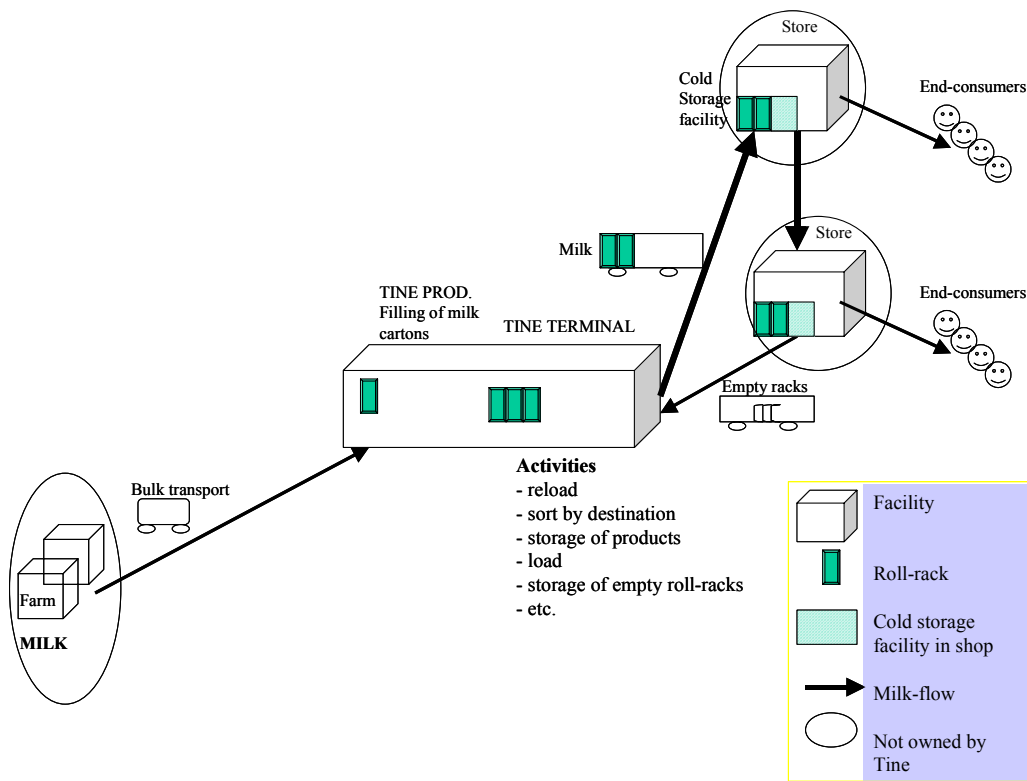 Store
Cold
Storage
facility
End-consumers
Milk
Store
TINE PROD.
Filling of milk
cartons
TINE TERMINAL
End-consumers
Empty racks
Activities
- reload
- sort by destination
- storage of products
- load
- storage of empty roll-racks
- etc.
Bulk transport
Farm
MILK
Facility
Roll-rack
Cold storage
facility in shop
Milk-flow
Not owned by
Tine